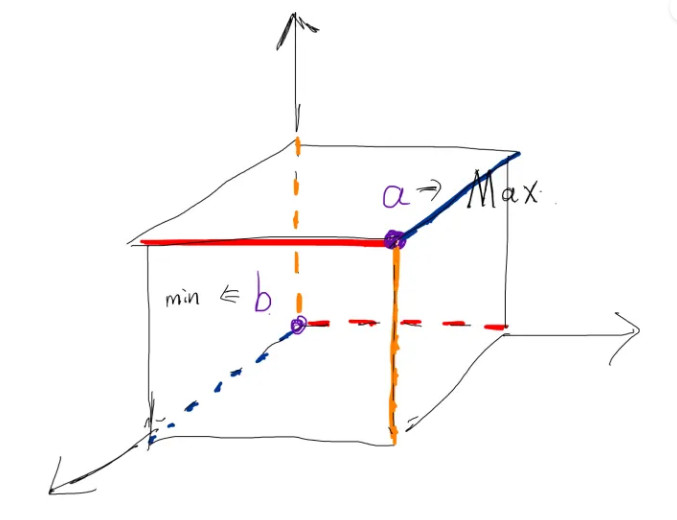 a → Max
min ← b